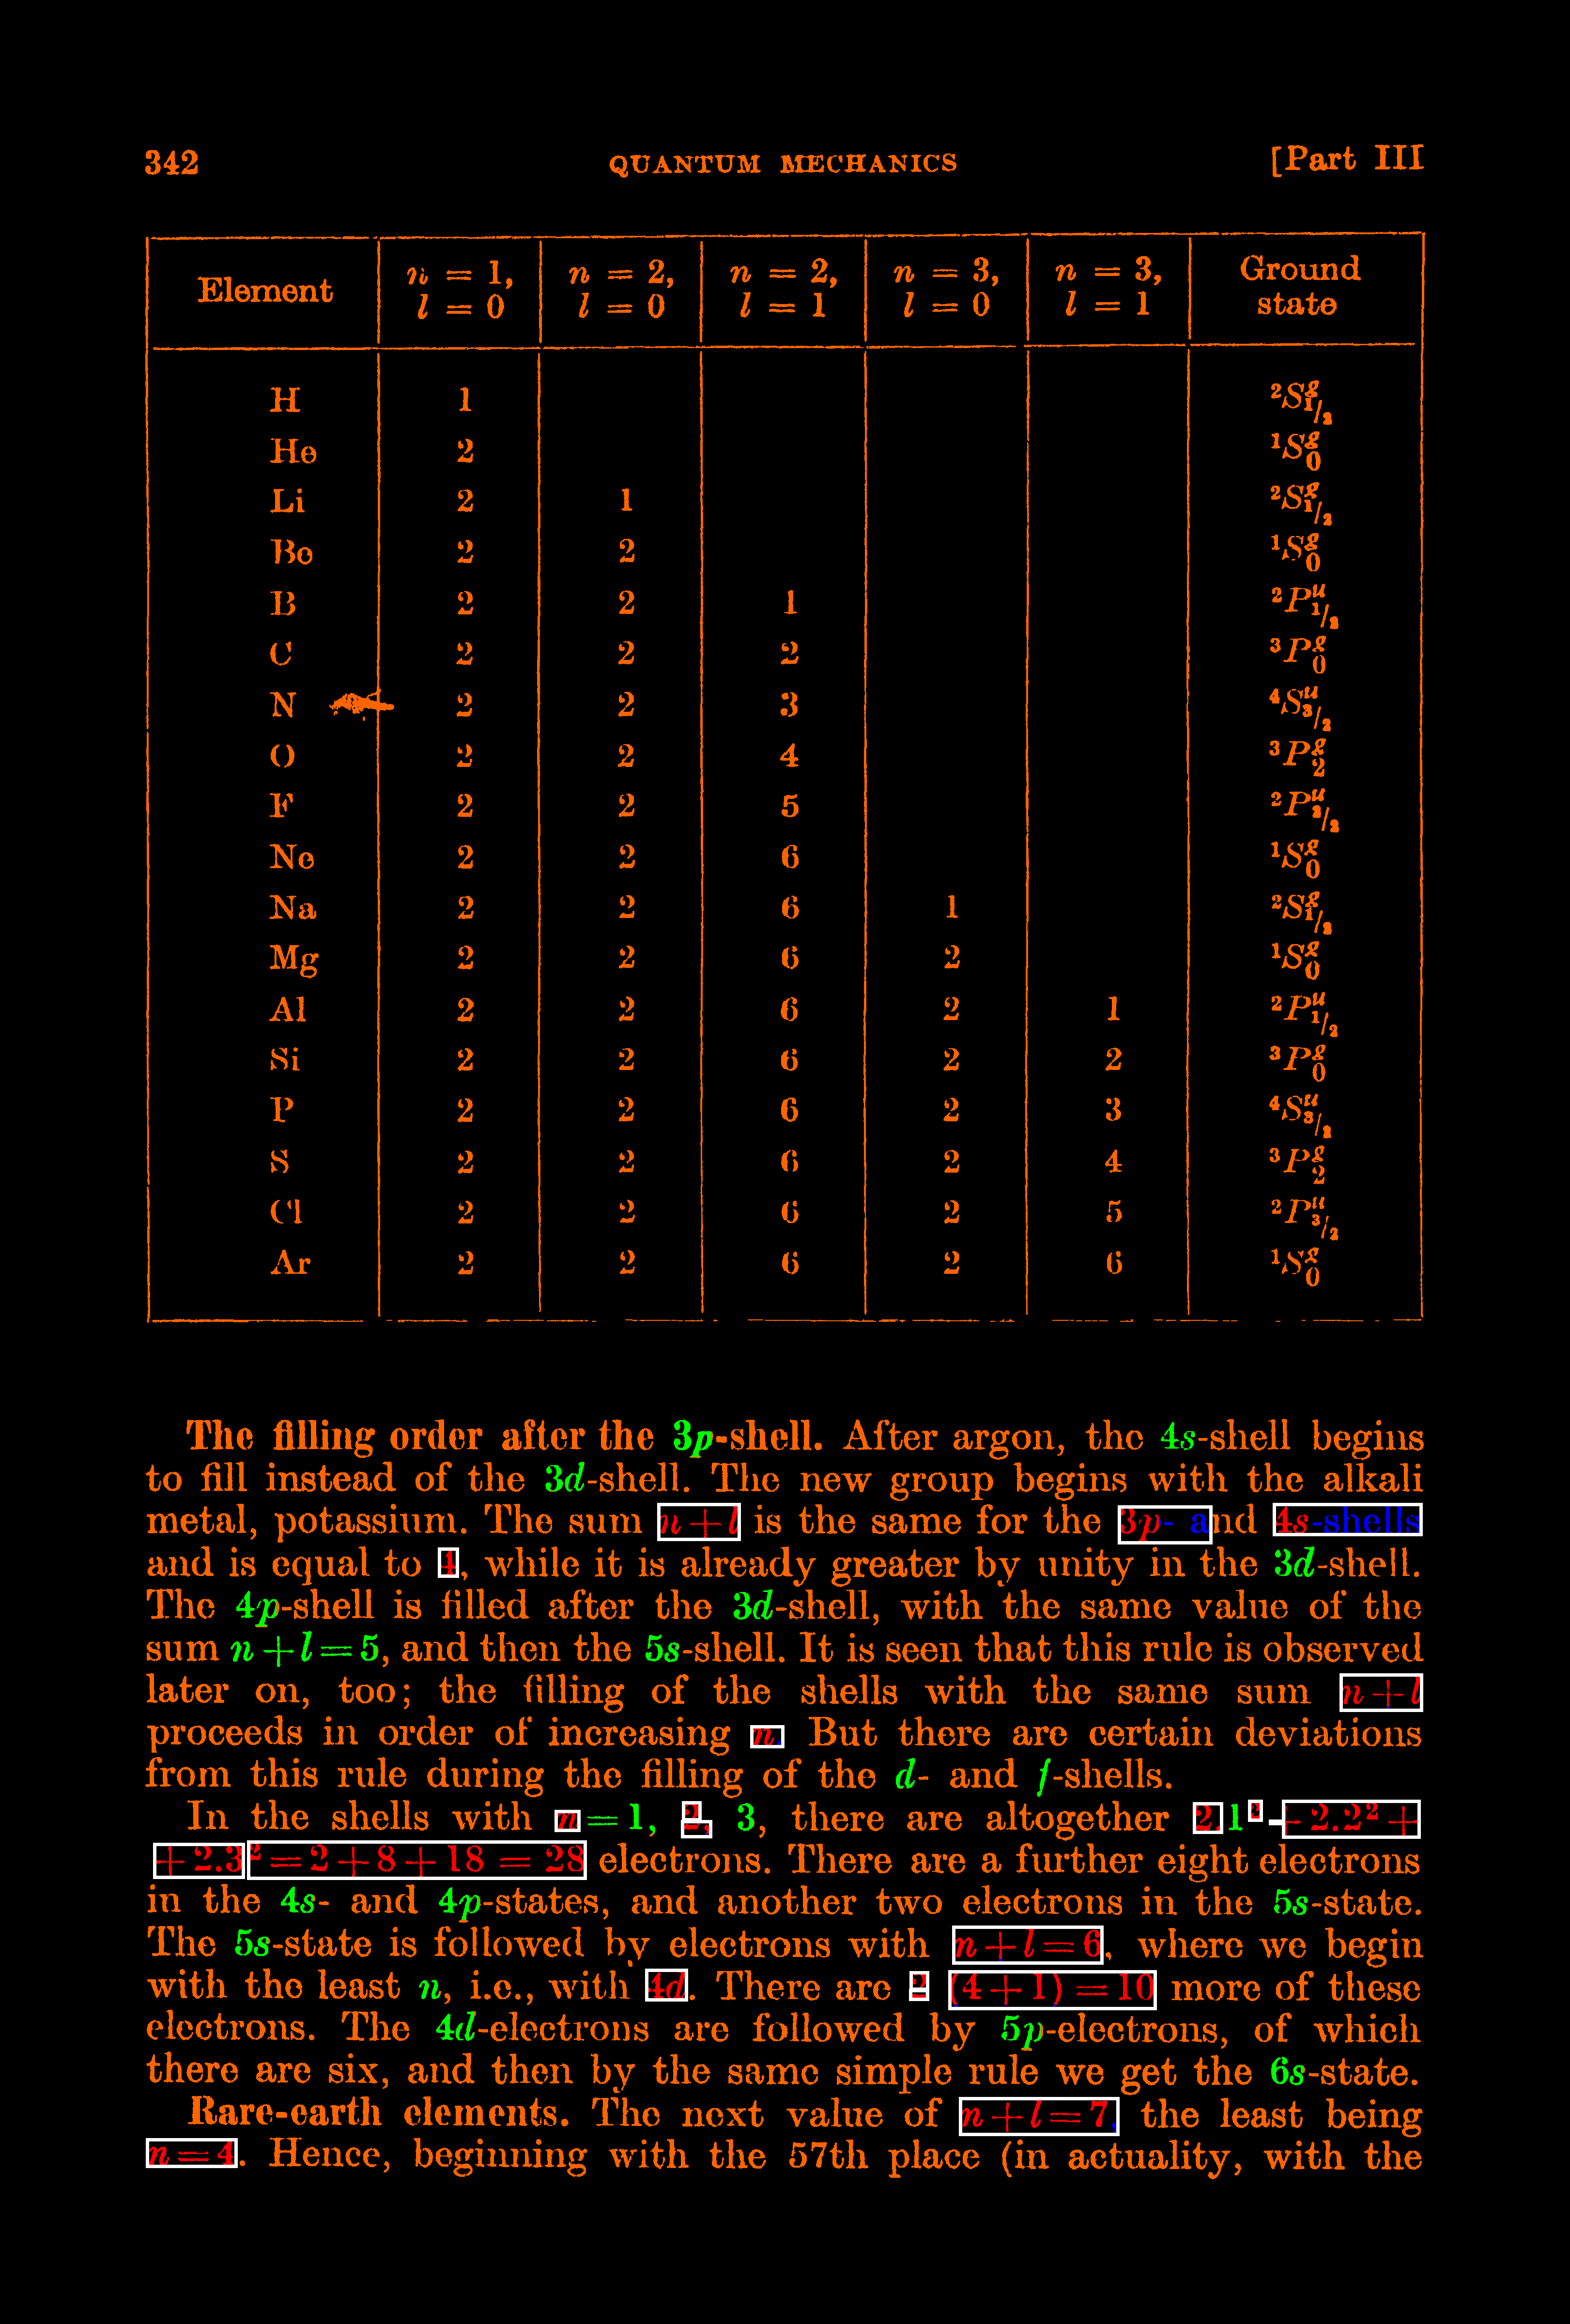 342 QUANTUM MECHANICS [Part III
Element | n = 1, l = 0 | n = 2, l = 0 | n = 2, l = 1 | n = 3, l = 0 | n = 3, l = 1 | Ground state
H 1 ²S^g_{1/2}
He 2 ¹S^g_0
Li 2 1 ²S^g_{1/2}
Be 2 2 ¹S^g_0
B 2 2 1 ²P^u_{1/2}
C 2 2 2 ³P^g_0
N 2 2 3 ⁴S^u_{3/2}
O 2 2 4 ³P^g_2
F 2 2 5 ²P^u_{3/2}
Ne 2 2 6 ¹S^g_0
Na 2 2 6 1 ²S^g_{1/2}
Mg 2 2 6 2 ¹S^g_0
Al 2 2 6 2 1 ²P^u_{1/2}
Si 2 2 6 2 2 ³P^g_0
P 2 2 6 2 3 ⁴S^u_{3/2}
S 2 2 6 2 4 ³P^g_2
Cl 2 2 6 2 5 ²P^u_{3/2}
Ar 2 2 6 2 6 ¹S^g_0
The filling order after the 3p-shell. After argon, the 4s-shell begins
to fill instead of the 3d-shell. The new group begins with the alkali
metal, potassium. The sum n + l is the same for the 3p- and 4s-shells
and is equal to 4, while it is already greater by unity in the 3d-shell.
The 4p-shell is filled after the 3d-shell, with the same value of the
sum n + l = 5, and then the 5s-shell. It is seen that this rule is observed
later on, too; the filling of the shells with the same sum n + l
proceeds in order of increasing n. But there are certain deviations
from this rule during the filling of the d- and f-shells.
In the shells with n = 1, 2, 3, there are altogether 2.1² + 2.2² +
+ 2.3² = 2 + 8 + 18 = 28 electrons. There are a further eight electrons
in the 4s- and 4p-states, and another two electrons in the 5s-state.
The 5s-state is followed by electrons with n + l = 6, where we begin
with the least n, i.e., with 4d. There are 2 (4 + 1) = 10 more of these
electrons. The 4d-electrons are followed by 5p-electrons, of which
there are six, and then by the same simple rule we get the 6s-state.
Rare-earth elements. The next value of n + l = 7, the least being
n = 4. Hence, beginning with the 57th place (in actuality, with the